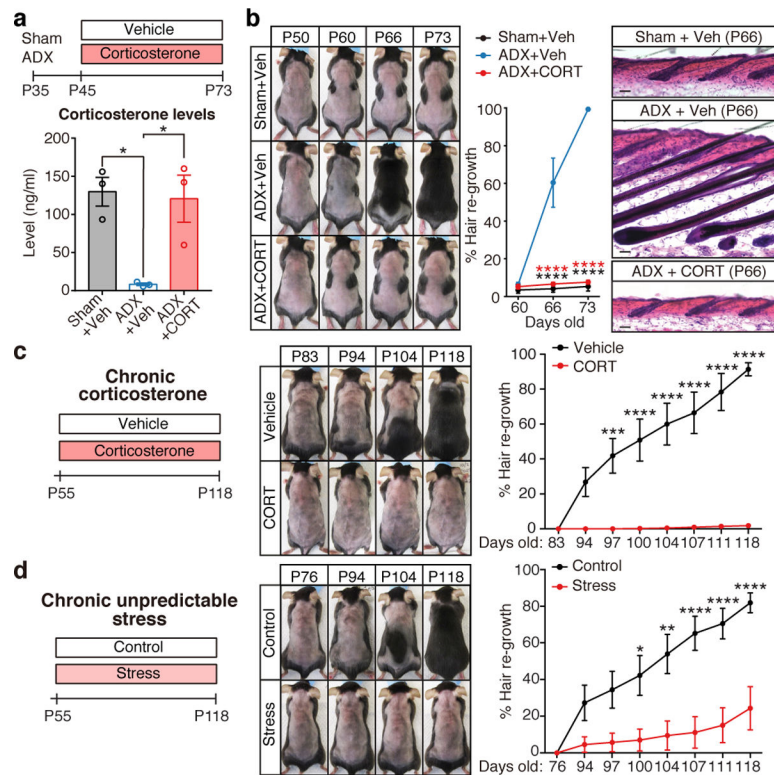 a
Vehicle
Sham
ADX
Corticosterone
P35 P45 P73
Corticosterone levels
Level (ng/ml)
200
150
100
50
0
* *
Sham +Veh
ADX +Veh
ADX +CORT
b
P50 P60 P66 P73
Sham+Veh
ADX+Veh
ADX+CORT
Sham+Veh
ADX+Veh
ADX+CORT
% Hair re-growth
100
80
60
40
20
0
**** ****
**** ****
60 66 73
Days old
Sham + Veh (P66)
ADX + Veh (P66)
ADX + CORT (P66)
c
Chronic
corticosterone
Vehicle
Corticosterone
P55 P118
P83 P94 P104 P118
Vehicle
CORT
Vehicle
CORT
% Hair re-growth
100
80
60
40
20
0
*** **** **** **** **** ****
Days old: 83 94 97 100 104 107 111 118
d
Chronic unpredictable
stress
Control
Stress
P55 P118
P76 P94 P104 P118
Control
Stress
Control
Stress
% Hair re-growth
100
80
60
40
20
0
* ** **** **** ****
Days old: 76 94 97 100 104 107 111 118